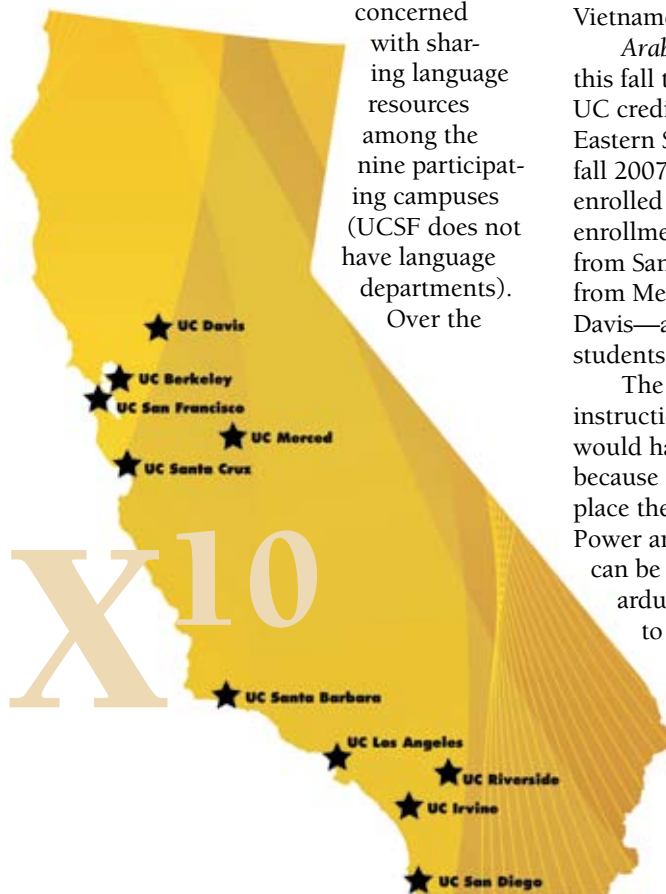 concerned
with shar-
ing language
resources
among the
nine participat-
ing campuses
(UCSF does not
have language
departments).
Over the
UC Davis
UC Berkeley
UC San Francisco
UC Merced
UC Santa Cruz
X10
UC Santa Barbara
UC Los Angeles
UC Riverside
UC Irvine
UC San Diego
Vietnam
Arab
this fall
UC credi
Eastern S
fall 2007
enrolled
enrollme
from San
from Me
Davis—a
students
The
instructi
would ha
because
place the
Power an
can be
ardu
to